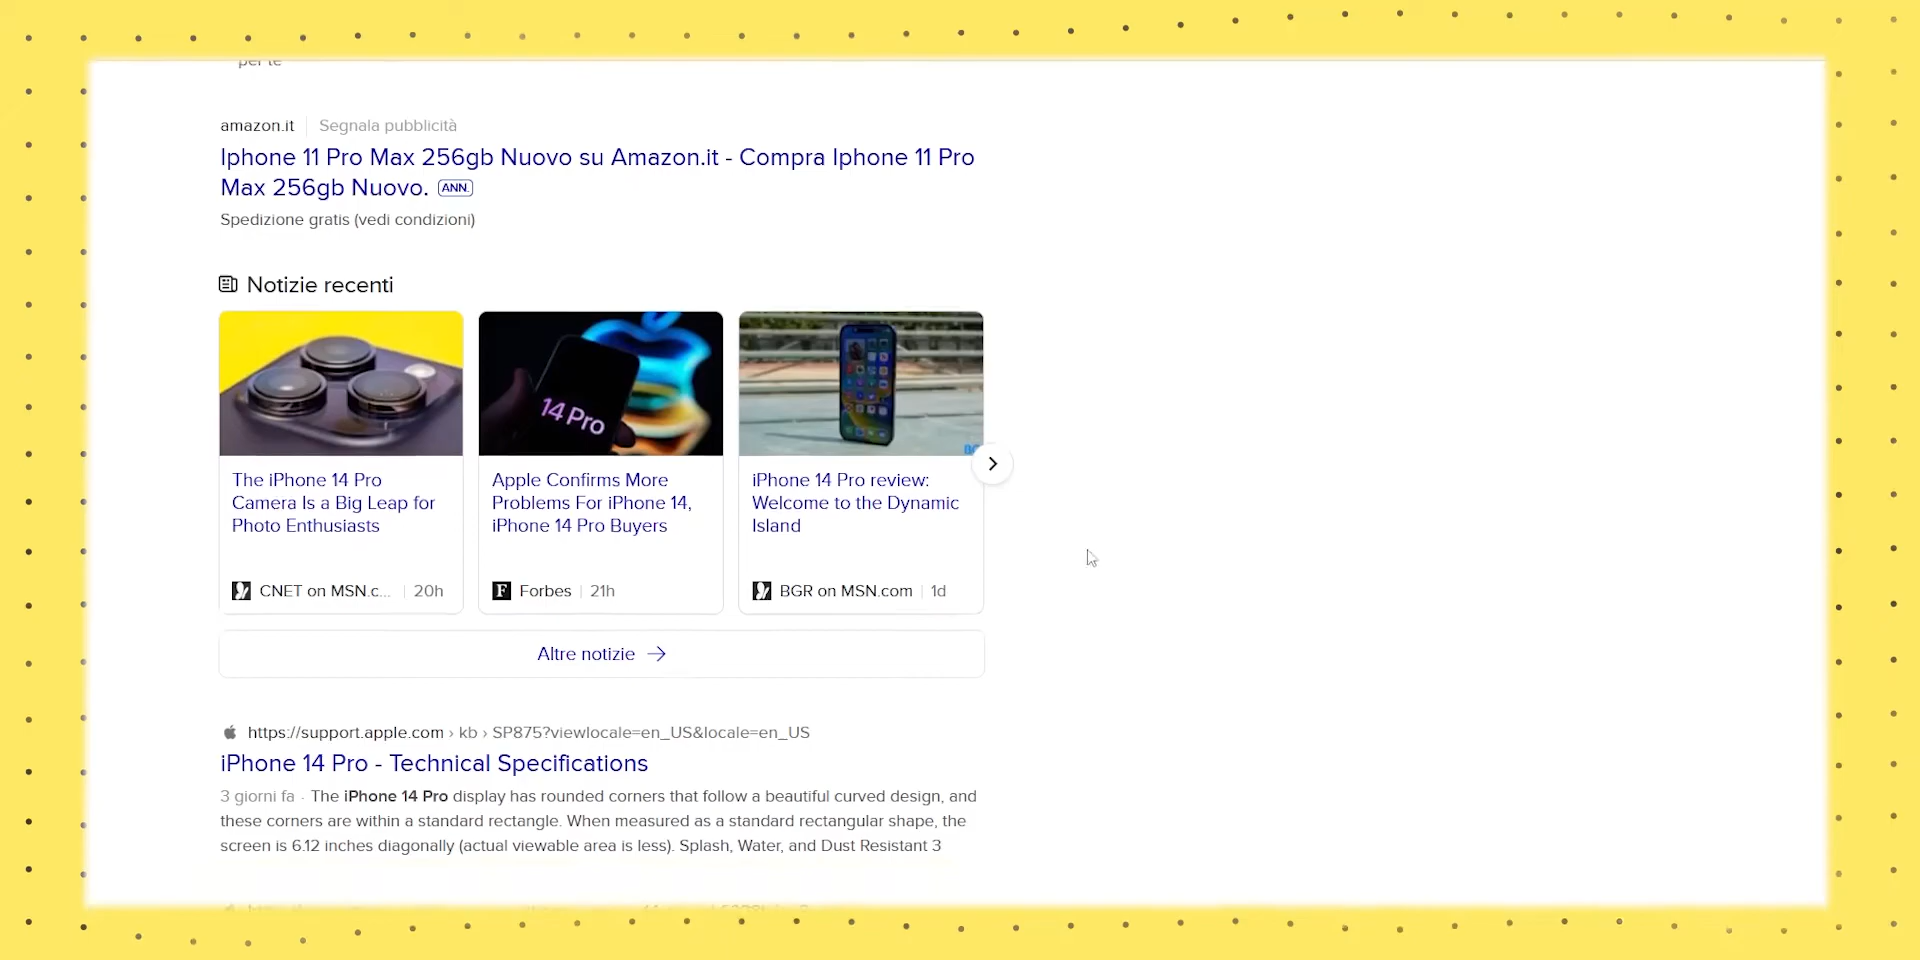 per te
amazon.it Segnala pubblicità
Iphone 11 Pro Max 256gb Nuovo su Amazon.it - Compra Iphone 11 Pro
Max 256gb Nuovo. ANN.
Spedizione gratis (vedi condizioni)
Notizie recenti
14 Pro
The iPhone 14 Pro
Camera Is a Big Leap for
Photo Enthusiasts
CNET on MSN.c... 20h
Apple Confirms More
Problems For iPhone 14,
iPhone 14 Pro Buyers
F Forbes 21h
iPhone 14 Pro review:
Welcome to the Dynamic
Island
BGR on MSN.com 1d
Altre notizie →
https://support.apple.com › kb › SP875?viewlocale=en_US&locale=en_US
iPhone 14 Pro - Technical Specifications
3 giorni fa · The iPhone 14 Pro display has rounded corners that follow a beautiful curved design, and
these corners are within a standard rectangle. When measured as a standard rectangular shape, the
screen is 6.12 inches diagonally (actual viewable area is less). Splash, Water, and Dust Resistant 3